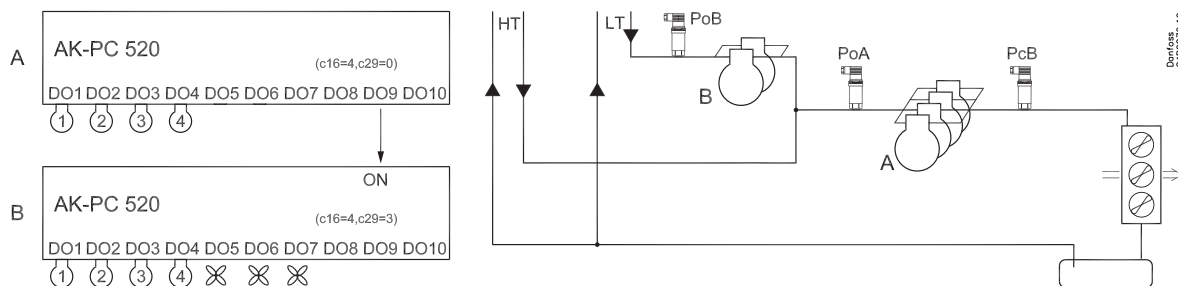 A
AK-PC 520
(c16=4,c29=0)
DO1 DO2 DO3 DO4 DO5 DO6 DO7 DO8 DO9 DO10
1 2 3 4
ON
B
AK-PC 520
(c16=4,c29=3)
DO1 DO2 DO3 DO4 DO5 DO6 DO7 DO8 DO9 DO10
1 2 3 4
HT
LT
PoB
B
PoA
PcB
A
Danfoss